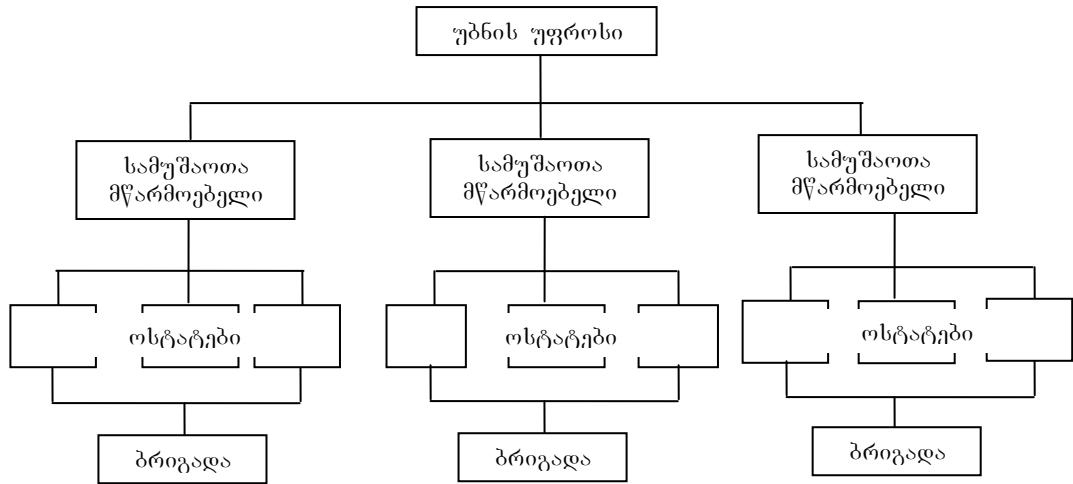 უბნის უფროსი
სამუშაოთა
მწარმოებელი
სამუშაოთა
მწარმოებელი
სამუშაოთა
მწარმოებელი
ოსტატები
ოსტატები
ოსტატები
ბრიგადა
ბრიგადა
ბრიგადა